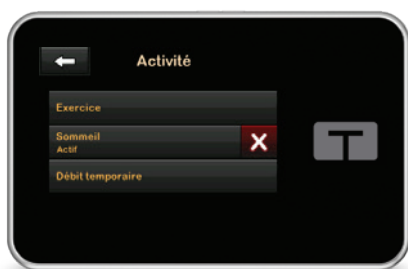 Activité
Exercice
Sommeil
Actif
Débit temporaire